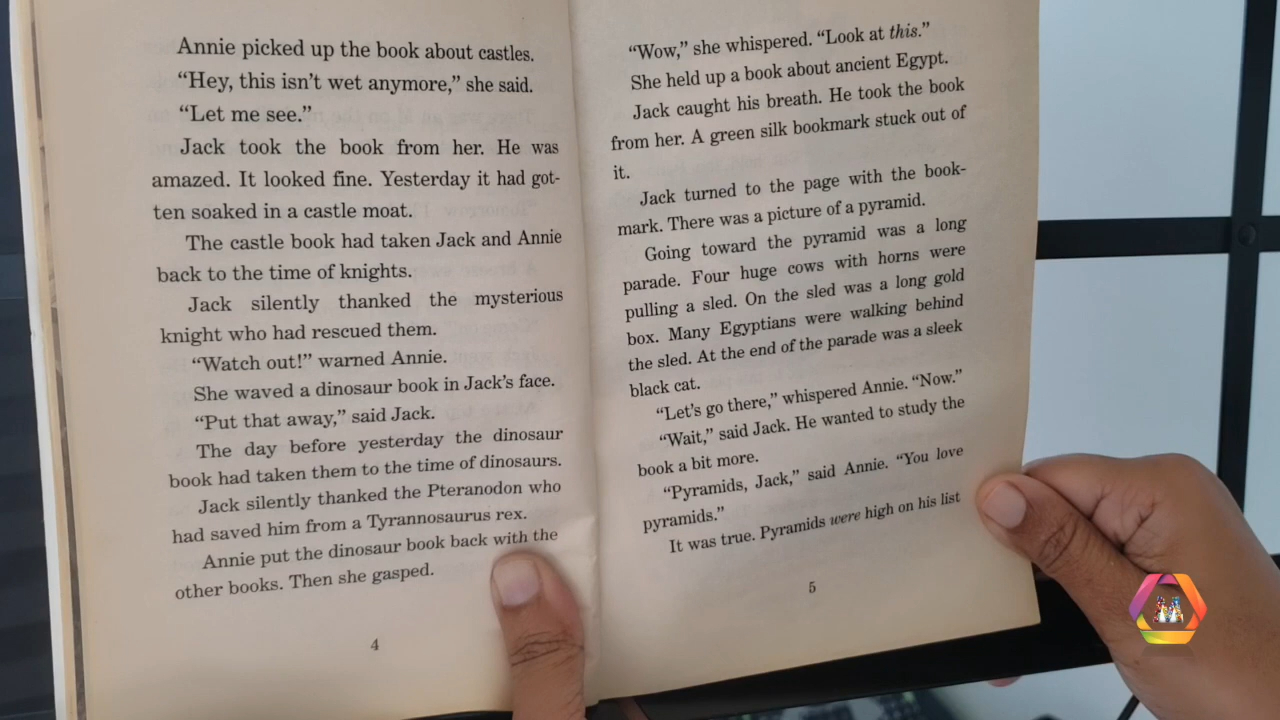 Annie picked up the book about castles.
“Hey, this isn’t wet anymore,” she said.
“Let me see.”
Jack took the book from her. He was
amazed. It looked fine. Yesterday it had got-
ten soaked in a castle moat.
The castle book had taken Jack and Annie
back to the time of knights.
Jack silently thanked the mysterious
knight who had rescued them.
“Watch out!” warned Annie.
She waved a dinosaur book in Jack’s face.
“Put that away,” said Jack.
The day before yesterday the dinosaur
book had taken them to the time of dinosaurs.
Jack silently thanked the Pteranodon who
had saved him from a Tyrannosaurus rex.
Annie put the dinosaur book back with the
other books. Then she gasped.
4
“Wow,” she whispered. “Look at this.”
She held up a book about ancient Egypt.
Jack caught his breath. He took the book
from her. A green silk bookmark stuck out of
it.
Jack turned to the page with the book-
mark. There was a picture of a pyramid.
Going toward the pyramid was a long
parade. Four huge cows with horns were
pulling a sled. On the sled was a long gold
box. Many Egyptians were walking behind
the sled. At the end of the parade was a sleek
black cat.
“Let’s go there,” whispered Annie. “Now.”
“Wait,” said Jack. He wanted to study the
book a bit more.
“Pyramids, Jack,” said Annie. “You love
pyramids.”
It was true. Pyramids were high on his list
5